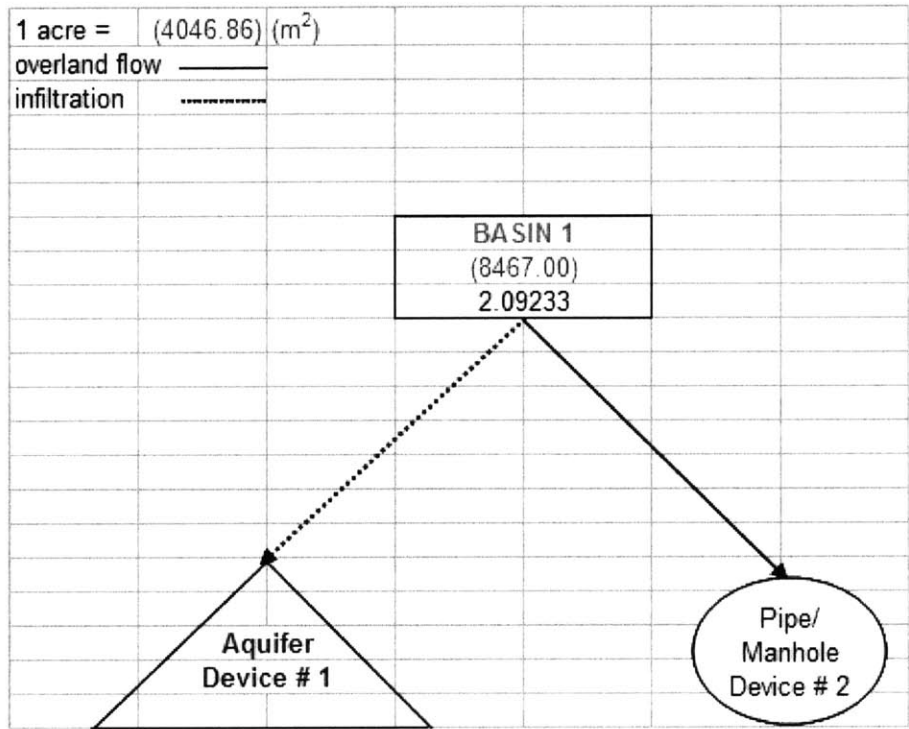 1 acre = (4046.86) (m²)
overland flow
infiltration
BASIN 1
(8467.00)
2.09233
Aquifer
Device # 1
Pipe/
Manhole
Device # 2